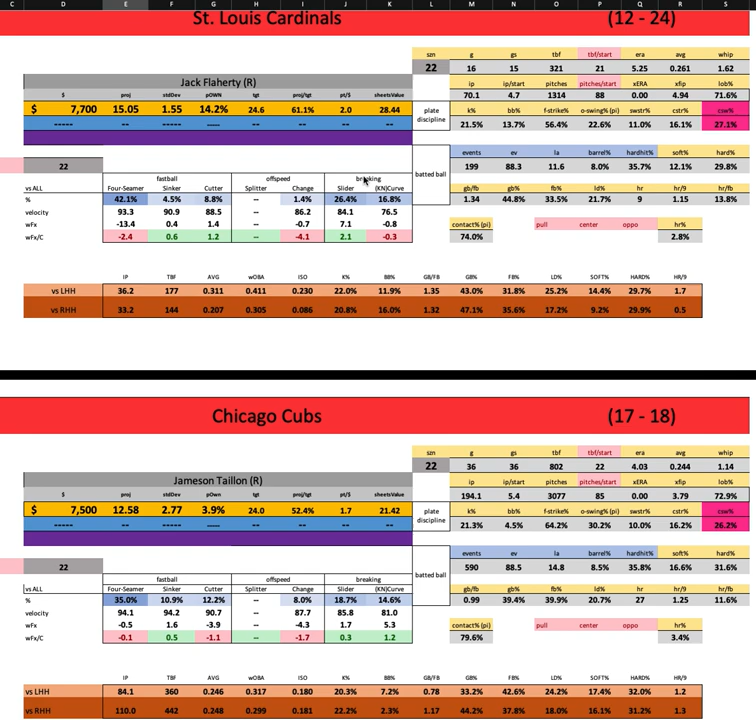 C D E F G H I J K L M N O P Q R S
St. Louis Cardinals (12 - 24)
szn g gs tbf tbf/start era avg whip
22 16 15 321 21 5.25 0.261 1.62
Jack Flaherty (R) ip ip/start pitches pitches/start xERA xfip lob%
$ proj stdDev pOWN tgt proj/tgt pt/$ sheetsValue 70.1 4.7 1314 88 0.00 4.94 71.6%
$ 7,700 15.05 1.55 14.2% 24.6 61.1% 2.0 28.44 plate discipline k% bb% f-strike% o-swing% (pi) swstr% cstr% csw%
----- -- -- ---- -- -- -- -- 21.5% 13.7% 56.4% 22.6% 11.0% 16.1% 27.1%
events ev la barrel% hardhit% soft% hard%
22 batted ball 199 88.3 11.6 8.0% 35.7% 12.1% 29.8%
fastball offspeed breaking
vs ALL Four-Seamer Sinker Cutter Splitter Change Slider (KN)Curve gb/fb gb% fb% ld% hr hr/9 hr/fb
% 42.1% 4.5% 8.8% -- 1.4% 26.4% 16.8% 1.34 44.8% 33.5% 21.7% 9 1.15 13.8%
velocity 93.3 90.9 88.5 -- 86.2 84.1 76.5
wFx -13.4 0.4 1.4 -- -0.7 7.1 -0.8 contact% (pi) pull center oppo hr%
wFx/C -2.4 0.6 1.2 -- -4.1 2.1 -0.3 74.0% 2.8%
IP TBF AVG wOBA ISO K% BB% GB/FB GB% FB% LD% SOFT% HARD% HR/9
vs LHH 36.2 177 0.311 0.411 0.230 22.0% 11.9% 1.35 43.0% 31.8% 25.2% 14.4% 29.7% 1.7
vs RHH 33.2 144 0.207 0.305 0.086 20.8% 16.0% 1.32 47.1% 35.6% 17.2% 9.2% 29.9% 0.5
Chicago Cubs (17 - 18)
szn g gs tbf tbf/start era avg whip
22 36 36 802 22 4.03 0.244 1.14
Jameson Taillon (R) ip ip/start pitches pitches/start xERA xfip lob%
$ proj stdDev pOwn tgt proj/tgt pt/$ sheetsValue 194.1 5.4 3077 85 0.00 3.79 72.9%
$ 7,500 12.58 2.77 3.9% 24.0 52.4% 1.7 21.42 plate discipline k% bb% f-strike% o-swing% (pi) swstr% cstr% csw%
----- -- -- ---- -- -- -- -- 21.3% 4.5% 64.2% 30.2% 10.0% 16.2% 26.2%
events ev la barrel% hardhit% soft% hard%
22 batted ball 590 88.5 14.8 8.5% 35.8% 16.6% 31.6%
fastball offspeed breaking
vs ALL Four-Seamer Sinker Cutter Splitter Change Slider (KN)Curve gb/fb gb% fb% ld% hr hr/9 hr/fb
% 35.0% 10.9% 12.2% -- 8.0% 18.7% 14.6% 0.99 39.4% 39.9% 20.7% 27 1.25 11.6%
velocity 94.1 94.2 90.7 -- 87.7 85.8 81.0
wFx -0.5 1.6 -3.9 -- -4.3 1.7 5.3 contact% (pi) pull center oppo hr%
wFx/C -0.1 0.5 -1.1 -- -1.7 0.3 1.2 79.6% 3.4%
IP TBF AVG wOBA ISO K% BB% GB/FB GB% FB% LD% SOFT% HARD% HR/9
vs LHH 84.1 360 0.246 0.317 0.180 20.3% 7.2% 0.78 33.2% 42.6% 24.2% 17.4% 32.0% 1.2
vs RHH 110.0 442 0.248 0.299 0.181 22.2% 2.3% 1.17 44.2% 37.8% 18.0% 16.1% 31.2% 1.3